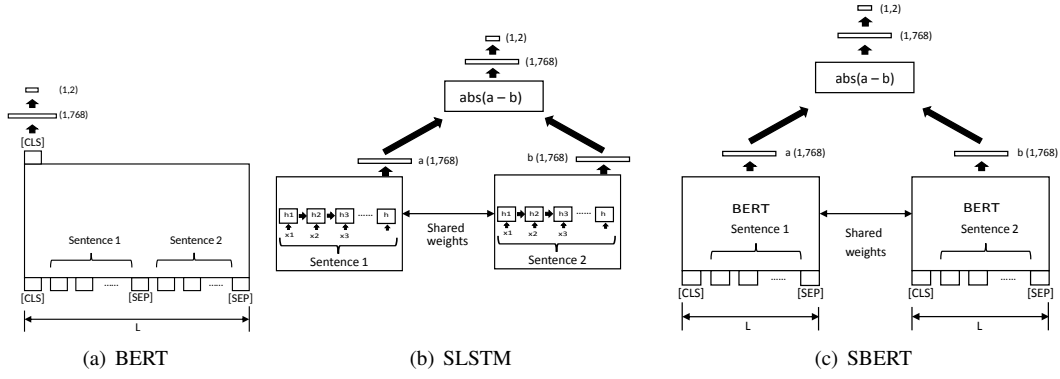 (1,2)
(1,768)
[CLS]
Sentence 1
Sentence 2
......
......
[CLS]
[SEP]
[SEP]
L
(a) BERT
(1,2)
(1,768)
abs(a – b)
a (1,768)
b (1,768)
h1
h2
h3
......
h
x1
x2
x3
Sentence 1
Shared
weights
h1
h2
h3
......
h
x1
x2
x3
Sentence 2
(b) SLSTM
(1,2)
(1,768)
abs(a – b)
a (1,768)
b (1,768)
BERT
Sentence 1
......
[CLS]
[SEP]
L
Shared
weights
BERT
Sentence 2
......
[CLS]
[SEP]
L
(c) SBERT